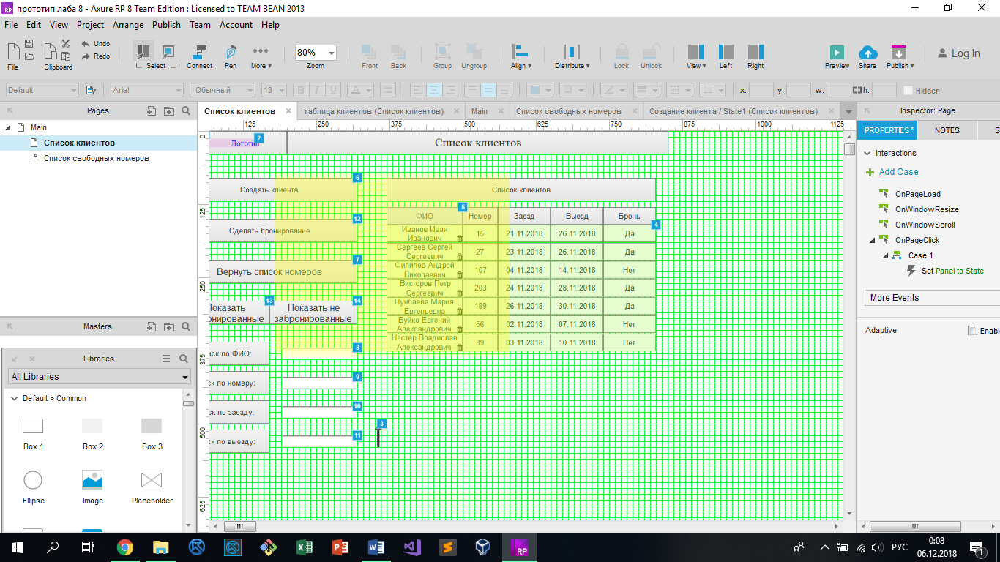 прототип лаба 8 - Axure RP 8 Team Edition : Licensed to TEAM BEAN 2013
File Edit View Project Arrange Publish Team Account Help
Undo
Redo
File Clipboard Select Connect Pen More 80% Zoom Front Back Group Ungroup Align Distribute Lock Unlock View Left Right Preview Share Publish Log In
Default Arial Обычный 13 B I U A x: y: w: h: Hidden
Pages
Main
Список клиентов
Список свободных номеров
Masters
Libraries
All Libraries
Default > Common
Box 1 Box 2 Box 3
Ellipse Image Placeholder
Список клиентов таблица клиентов (Список клиентов) Main Список свободных номеров Создание клиента / State1 (Список клиентов)
125 250 375 500 625 750 875 1000 1125
0
125
250
375
500
625
Логотип 2 Список клиентов
Создать клиента 6 Список клиентов
Сделать бронирование 12
Вернуть список номеров 7
Показать 13 Показать не 14
онированные забронированные
иск по ФИО: 8
ск по номеру: 9
ск по заезду: 10
ск по выезду: 11
3
5
4
ФИО Номер Заезд Выезд Бронь
Иванов Иван Иванович 15 21.11.2018 26.11.2018 Да
Сергеев Сергей Сергеевич 27 23.11.2018 26.11.2018 Да
Филипов Андрей Николаевич 107 04.11.2018 14.11.2018 Нет
Викторов Петр Сергеевич 203 24.11.2018 28.11.2018 Да
Нунбаева Мария Евгеньевна 189 26.11.2018 30.11.2018 Да
Буйко Евгений Александрович 56 02.11.2018 07.11.2018 Нет
Нестер Владислав Александрович 39 03.11.2018 10.11.2018 Нет
Inspector: Page
PROPERTIES * NOTES S
Interactions
Add Case
OnPageLoad
OnWindowResize
OnWindowScroll
OnPageClick
Case 1
Set Panel to State
More Events
Adaptive Enabl
РУС 0:08
06.12.2018
1